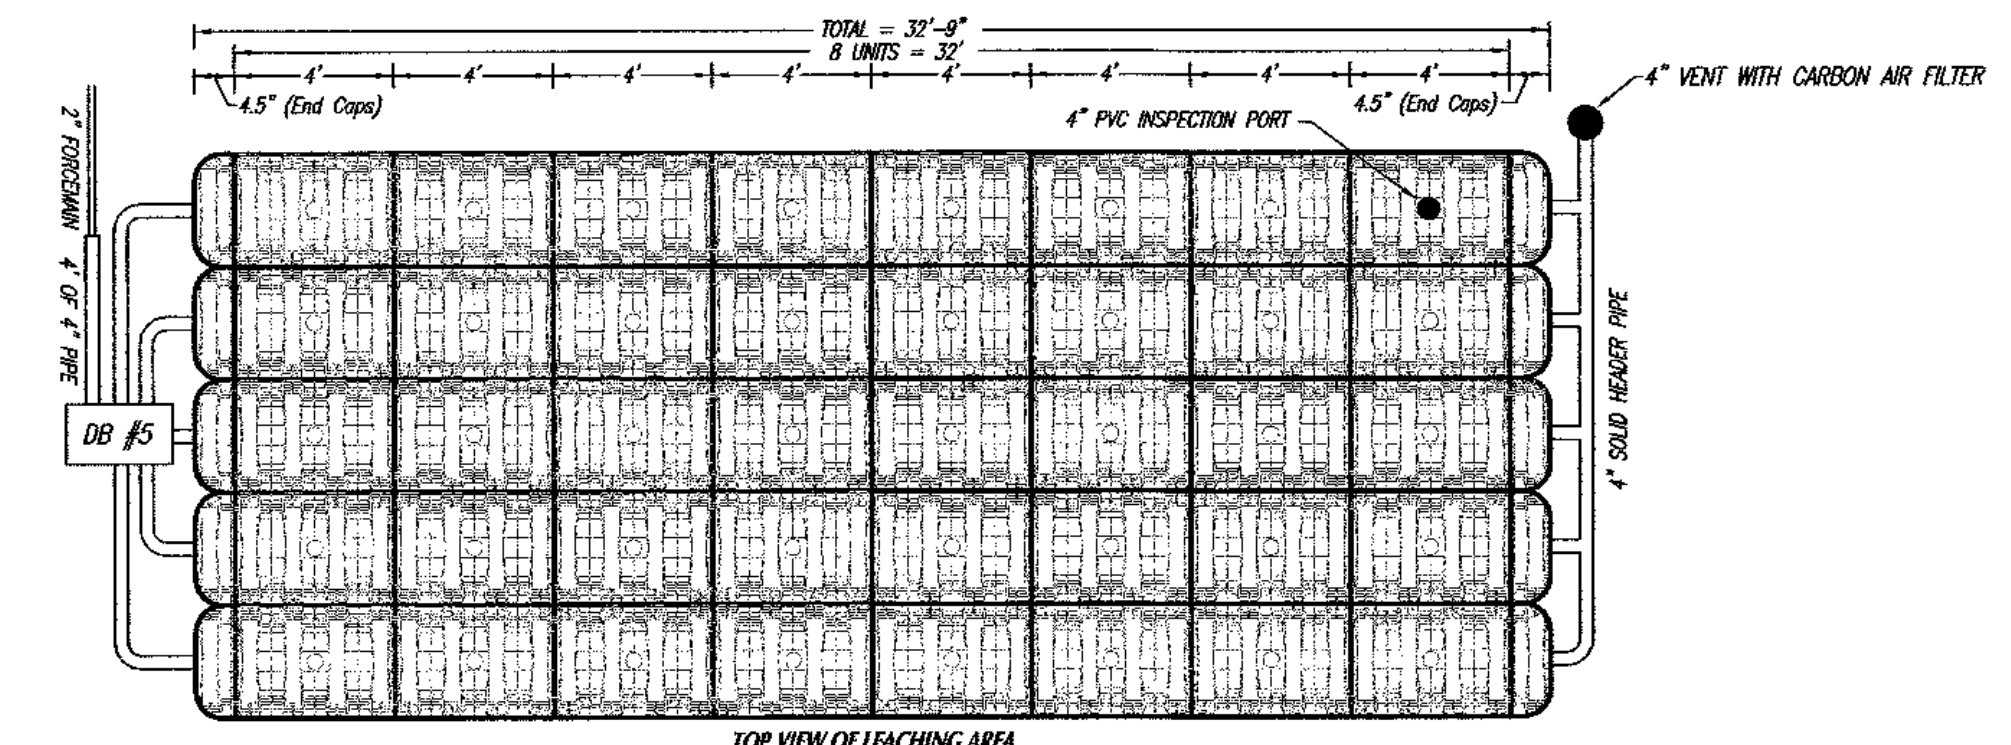 TOTAL = 32'-9"
8 UNITS = 32'
4' 4' 4' 4' 4' 4' 4' 4'
4.5" (End Caps)
4.5" (End Caps)
4" VENT WITH CARBON AIR FILTER
4" PVC INSPECTION PORT
2" FORCEMAIN
4' OF 4" PIPE
DB #5
4" SOLID HEADER PIPE
TOP VIEW OF LEACHING AREA